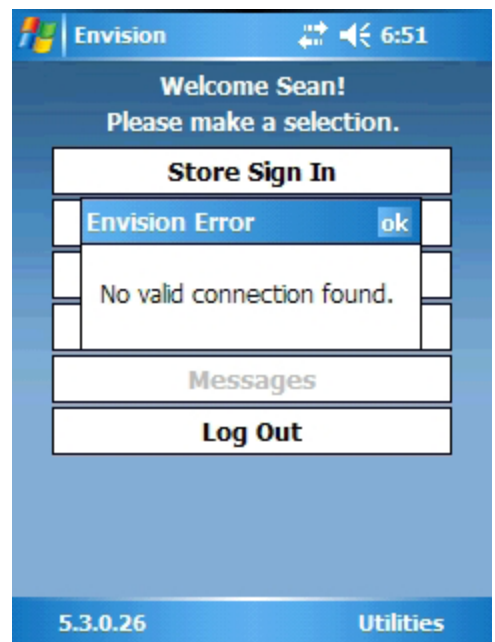 Envision 6:51
Welcome Sean!
Please make a selection.
Store Sign In
Envision Error ok
No valid connection found.
Messages
Log Out
5.3.0.26 Utilities